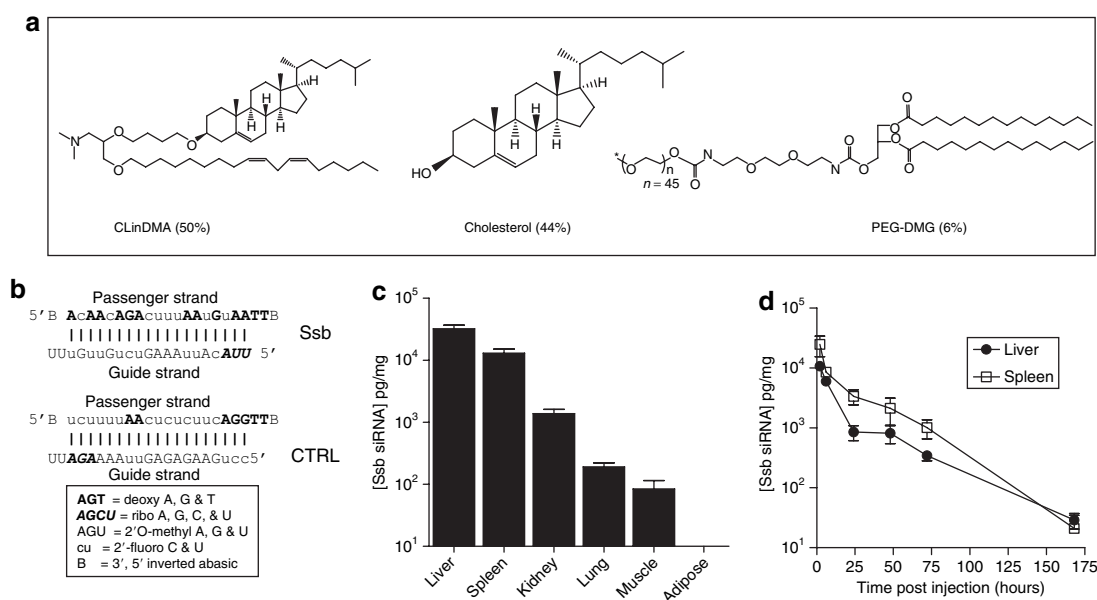 a
H
H
H
H
H
H
H
H
N
O
O
O
O
HO
*
O
n
O
O
N
O
O
N
O
O
O
O
O
O
n = 45
CLinDMA (50%)
Cholesterol (44%)
PEG-DMG (6%)
b
Passenger strand
5′B AcAAcAGAcuuuAAuGuAATTB
Ssb
UUuGuuGucuGAAAuuAcAUU 5′
Guide strand
Passenger strand
5′B ucuuuuAAcucucuucAGGTTB
CTRL
UUAGAAAAuuGAGAGAAGucc5′
Guide strand
AGT = deoxy A, G & T
AGCU = ribo A, G, C, & U
AGU = 2′O-methyl A, G & U
cu = 2′-fluoro C & U
B = 3′, 5′ inverted abasic
c
[Ssb siRNA] pg/mg
10⁵
10⁴
10³
10²
10¹
Liver
Spleen
Kidney
Lung
Muscle
Adipose
d
[Ssb siRNA] pg/mg
10⁵
10⁴
10³
10²
10¹
Liver
Spleen
0 25 50 75 100 125 150 175
Time post injection (hours)